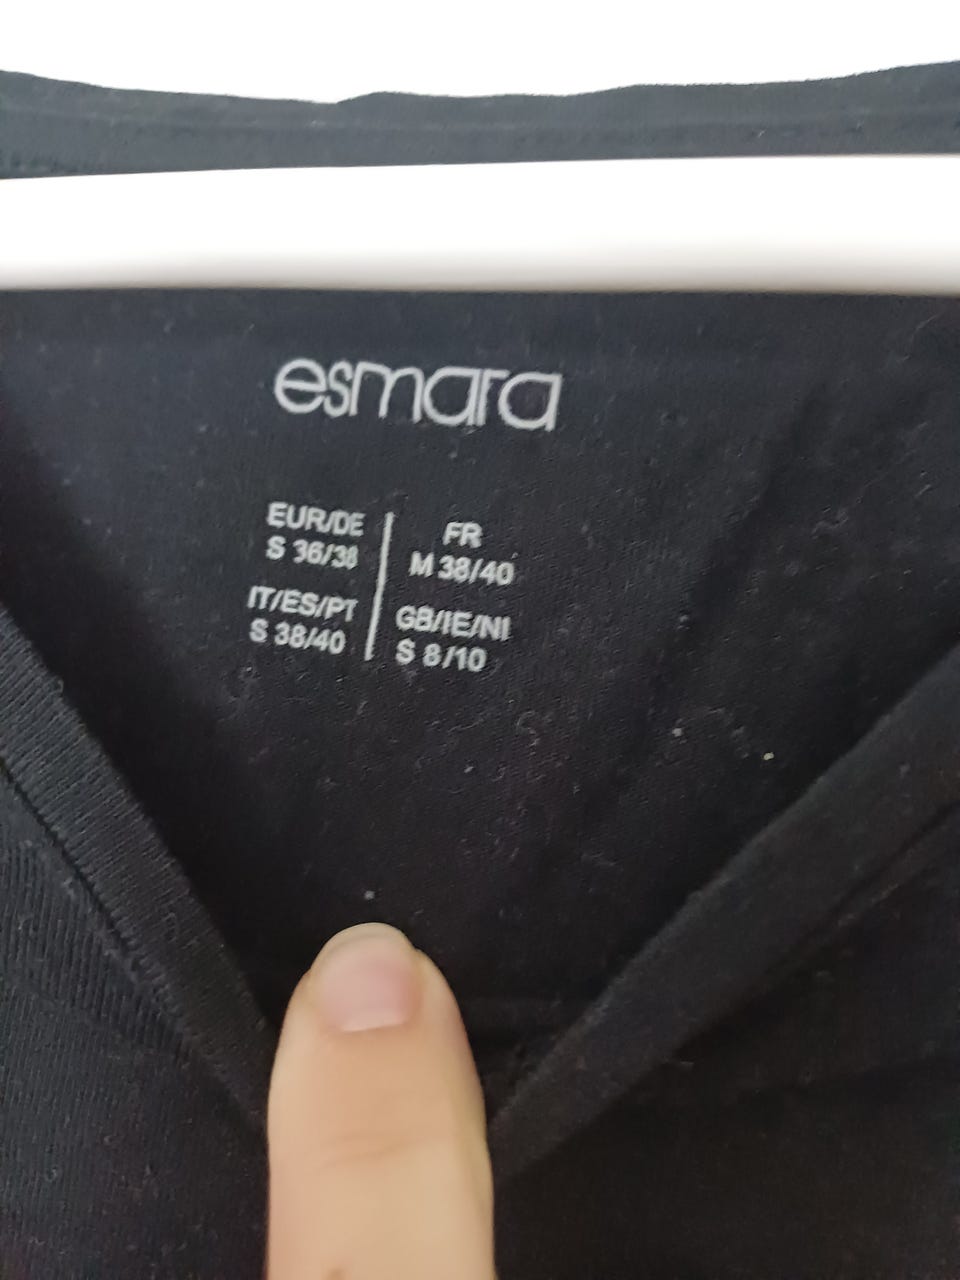 esmara
EUR/DE
S 36/38
FR
M 38/40
IT/ES/PT
S 38/40
GB/IE/NI
S 8/10